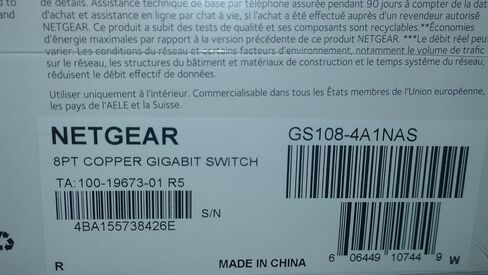 to
de détails. Assistance technique de base par téléphone assurée pendant 90 jours à compter de la dat
d'achat et assistance en ligne par chat à vie, si l'achat a été effectué auprès d'un revendeur autorisé
NETGEAR. Ce produit a subi des tests de qualité et ses composants sont recyclables.**Économies
d'énergie maximales par rapport à la version précédente de ce produit NETGEAR. ***Le débit réel peut
varier. Les conditions du réseau et certains facteurs d'environnement, notamment le volume de trafic
sur le réseau, les structures du bâtiment et matériaux de construction et le temps système du réseau,
réduisent le débit effectif de données.
Utiliser uniquement à l'intérieur. Commercialisable dans tous les États membres de l'Union européenne,
les pays de l'AELE et la Suisse.
NETGEAR
GS108-4A1NAS
8PT COPPER GIGABIT SWITCH
TA:100-19673-01 R5
S/N
4BA155738426E
R
MADE IN CHINA
6 06449 10744 9
W